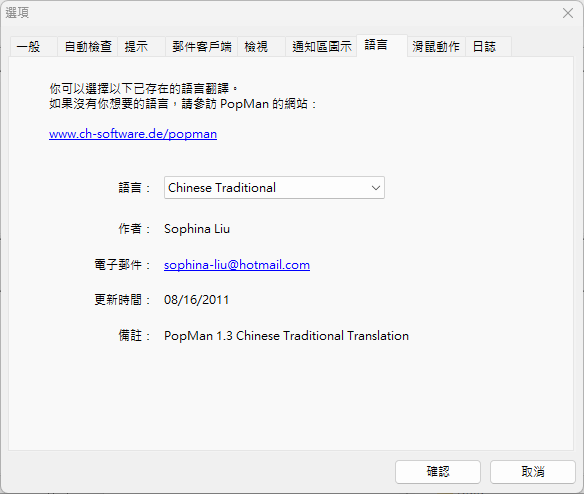 選項
一般 自動檢查 提示 郵件客戶端 檢視 通知區圖示 語言 滑鼠動作 日誌
你可以選擇以下已存在的語言翻譯。
如果沒有你想要的語言，請參訪 PopMan 的網站：
www.ch-software.de/popman
語言： Chinese Traditional
作者： Sophina Liu
電子郵件： sophina-liu@hotmail.com
更新時間： 08/16/2011
備註： PopMan 1.3 Chinese Traditional Translation
確認 取消